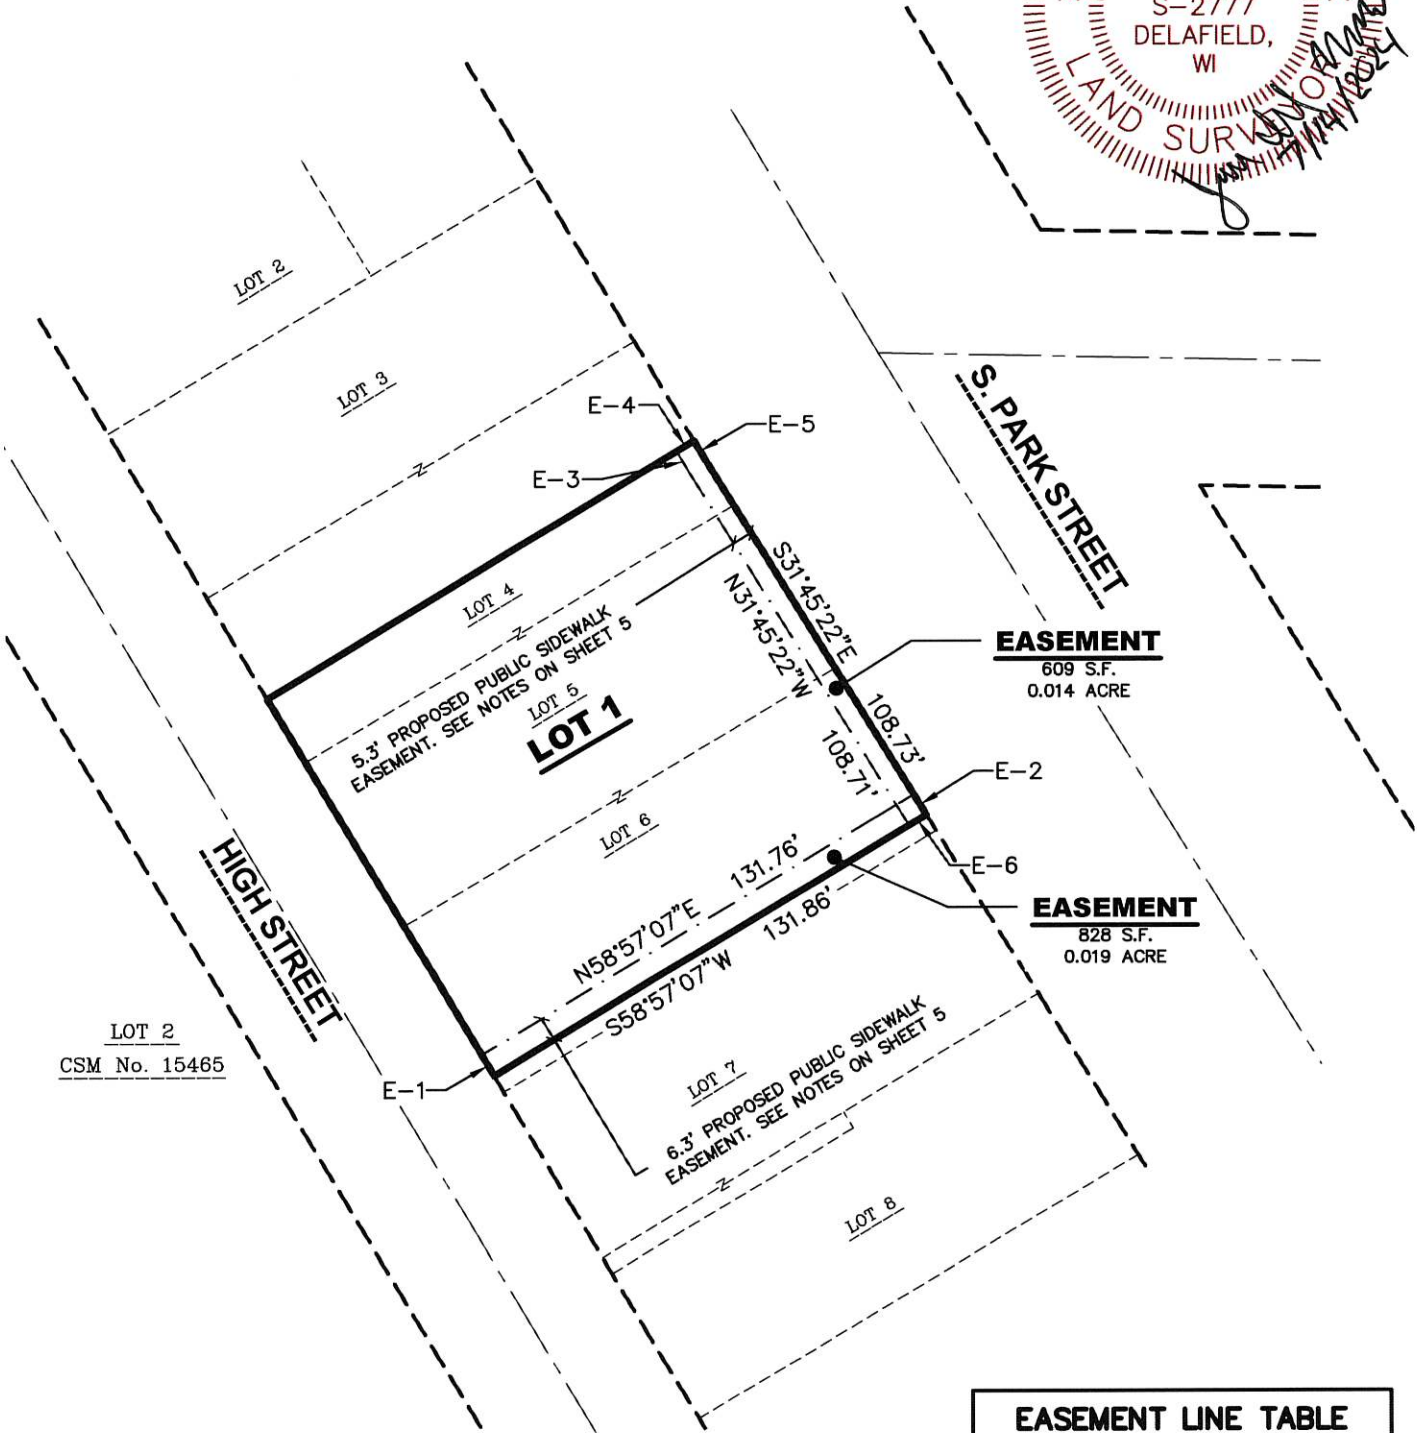 S-2777
DELAFIELD,
WI
LAND SURVEYOR
7/14/2024
LOT 2
LOT 3
E-4
E-5
E-3
S. PARK STREET
LOT 4
S31°45'22"E
N31°45'22"W
5.3' PROPOSED PUBLIC SIDEWALK
EASEMENT. SEE NOTES ON SHEET 5
LOT 5
LOT 1
EASEMENT
609 S.F.
0.014 ACRE
108.73'
108.71'
E-2
LOT 6
HIGH STREET
131.76'
N58°57'07"E
E-6
131.86'
S58°57'07"W
EASEMENT
828 S.F.
0.019 ACRE
LOT 2
CSM No. 15465
E-1
LOT 7
6.3' PROPOSED PUBLIC SIDEWALK
EASEMENT. SEE NOTES ON SHEET 5
LOT 8
EASEMENT LINE TABLE